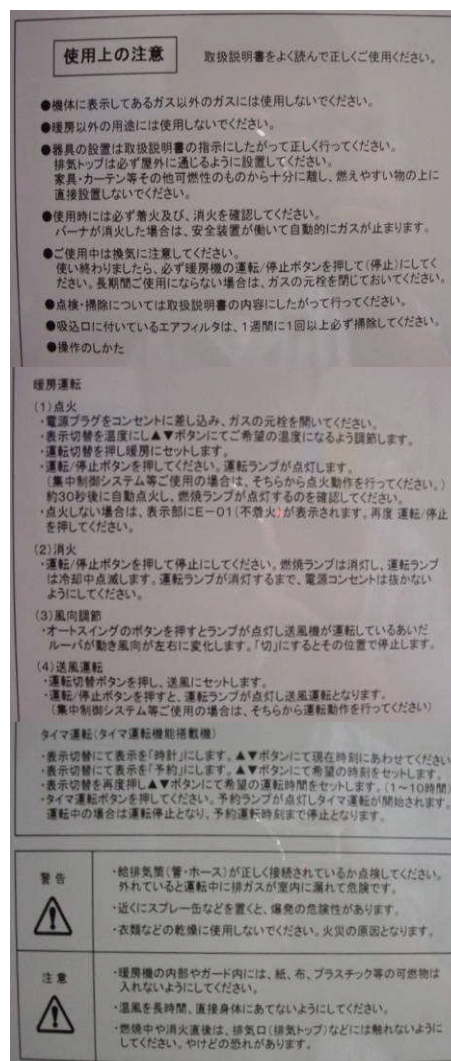 使用上の注意 取扱説明書をよく読んで正しくご使用ください。
●機体に表示してあるガス以外のガスには使用しないでください。
●暖房以外の用途には使用しないでください。
●器具の設置は取扱説明書の指示にしたがって正しく行ってください。
排気トップは必ず屋外に通じるように設置してください。
家具・カーテン等その他可燃性のものから十分に離し、燃えやすい物の上に
直接設置しないでください。
●使用時には必ず着火及び、消火を確認してください。
バーナが消火した場合は、安全装置が働いて自動的にガスが止まります。
●ご使用中は換気に注意してください。
使い終わりましたら、必ず暖房機の運転/停止ボタンを押して(停止)にしてく
ださい。長期間ご使用にならない場合は、ガスの元栓を閉じておいてください。
●点検・掃除については取扱説明書の内容にしたがって行ってください。
●吸込口に付いているエアフィルタは、1週間に1回以上必ず掃除してください。
●操作のしかた
暖房運転
(1)点火
・電源プラグをコンセントに差し込み、ガスの元栓を開いてください。
・表示切替を温度にし▲▼ボタンにてご希望の温度になるよう調節します。
・運転切替を押し暖房にセットします。
・運転/停止ボタンを押してください。運転ランプが点灯します。
(集中制御システム等ご使用の場合は、そちらから点火動作を行ってください。)
約30秒後に自動点火し、燃焼ランプが点灯するのを確認してください。
・点火しない場合は、表示部にE－01(不着火)が表示されます。再度 運転/停止
を押してください。
(2)消火
・運転/停止ボタンを押して停止にしてください。燃焼ランプは消灯し、運転ランプ
は冷却中点滅します。運転ランプが消灯するまで、電源コンセントは抜かない
ようにしてください。
(3)風向調節
・オートスイングのボタンを押すとランプが点灯し送風機が運転しているあいだ
ルーバが動き風向が左右に変化します。「切」にするとその位置で停止します。
(4)送風運転
・運転切替ボタンを押し、送風にセットします。
・運転/停止ボタンを押すと、運転ランプが点灯し送風運転となります。
(集中制御システム等ご使用の場合は、そちらから運転動作を行ってください)
タイマ運転(タイマ運転機能搭載機)
・表示切替にて表示を「時計」にします。▲▼ボタンにて現在時刻にあわせてください
・表示切替にて表示を「予約」にします。▲▼ボタンにて希望の時刻をセットします。
・表示切替を再度押し▲▼ボタンにて希望の運転時間をセットします。(1～10時間)
・タイマ運転ボタンを押してください。予約ランプが点灯しタイマ運転が開始されます。
運転中の場合は運転停止となり、予約運転時刻まで停止となります。
警告
・給排気筒(管・ホース)が正しく接続されているか点検してください。
外れていると運転中に排ガスが室内に漏れて危険です。
・近くにスプレー缶などを置くと、爆発の危険性があります。
・衣類などの乾燥に使用しないでください。火災の原因となります。
注意
・暖房機の内部やガード内には、紙、布、プラスチック等の可燃物は
入れないようにしてください。
・温風を長時間、直接身体にあてないようにしてください。
・燃焼中や消火直後は、排気口(排気トップ)などには触れないように
してください。やけどの恐れがあります。